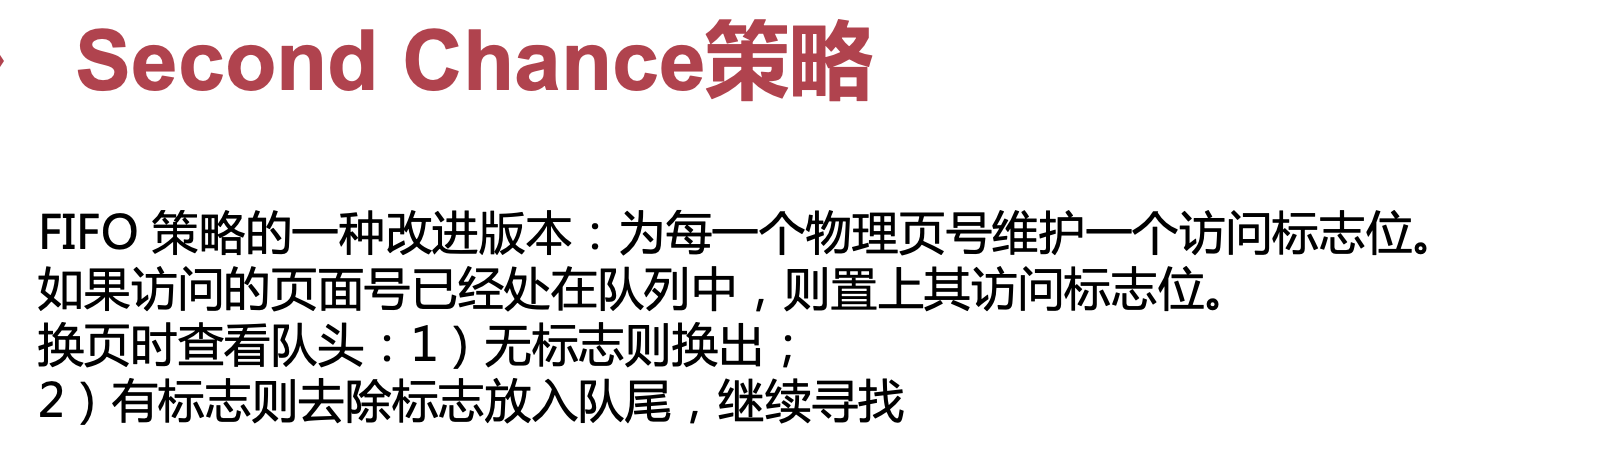 Second Chance策略
FIFO 策略的一种改进版本：为每一个物理页号维护一个访问标志位。
如果访问的页面号已经处在队列中，则置上其访问标志位。
换页时查看队头：1）无标志则换出；
2）有标志则去除标志放入队尾，继续寻找